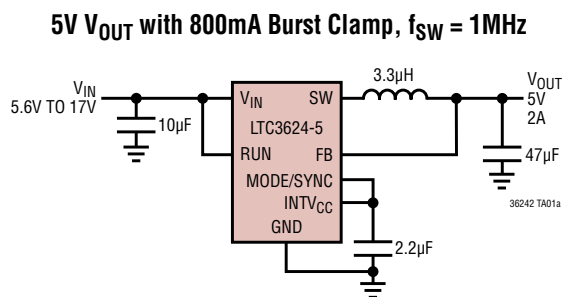 5V VOUT with 800mA Burst Clamp, fSW = 1MHz
VIN
5.6V TO 17V
10µF
VIN
SW
LTC3624-5
RUN
FB
MODE/SYNC
INTVCC
GND
3.3µH
VOUT
5V
2A
47µF
2.2µF
36242 TA01a